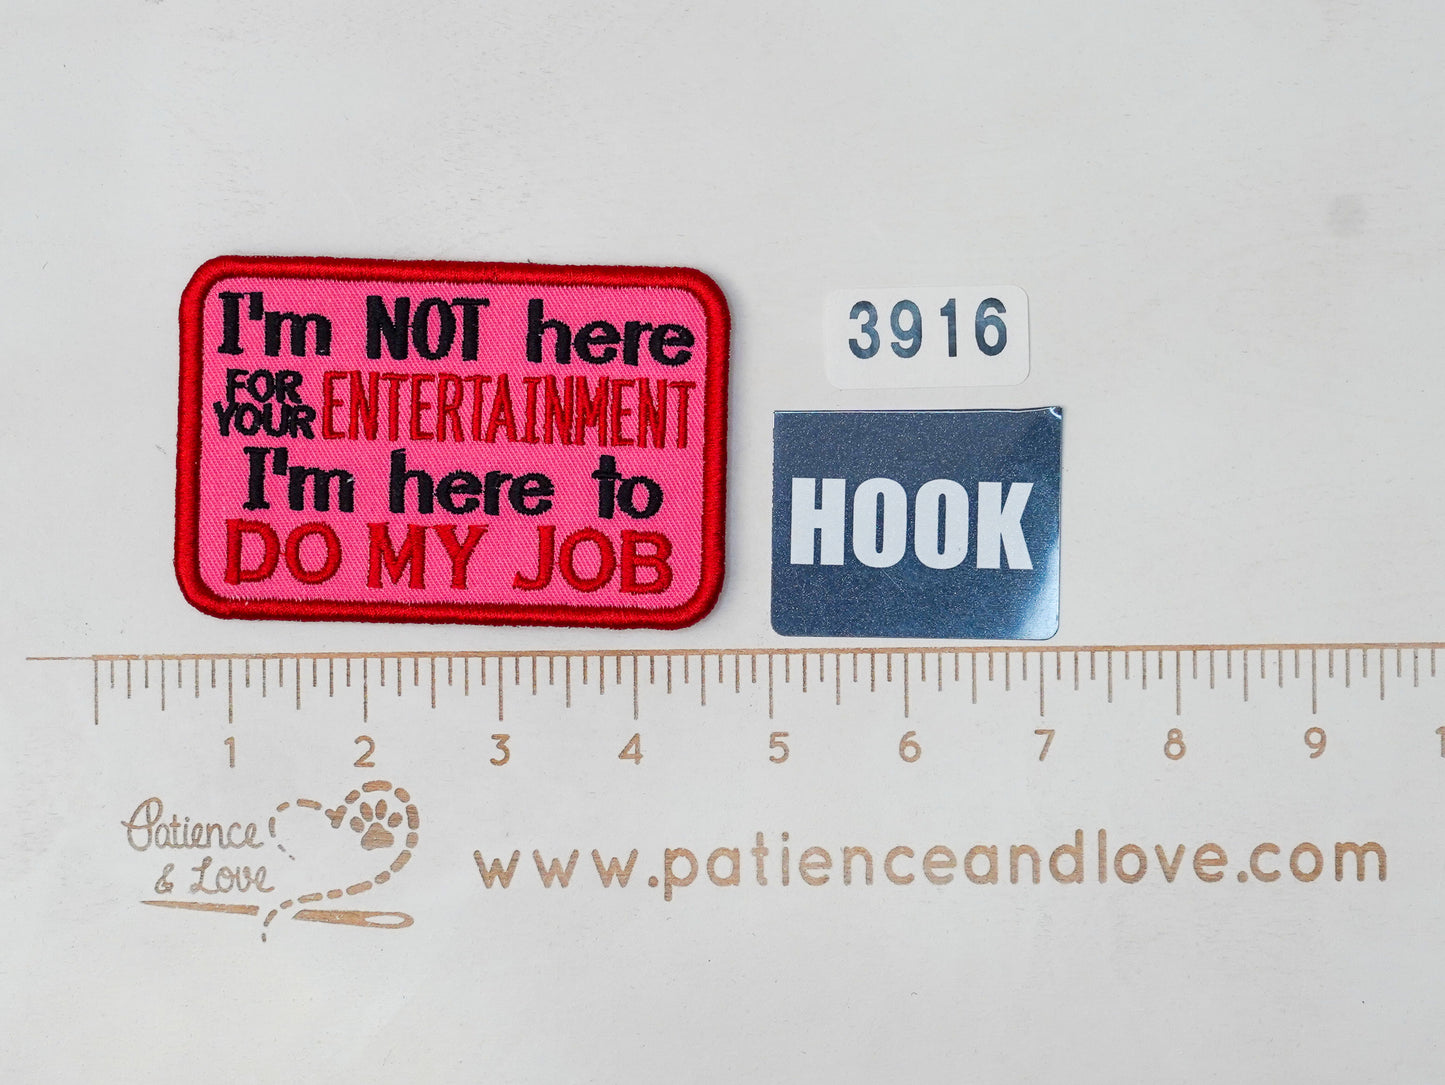 I'm NOT here
FOR YOUR ENTERTAINMENT
I'm here to
DO MY JOB
3916
HOOK
1 2 3 4 5 6 7 8 9 1
Patience
& Love
www.patienceandlove.com